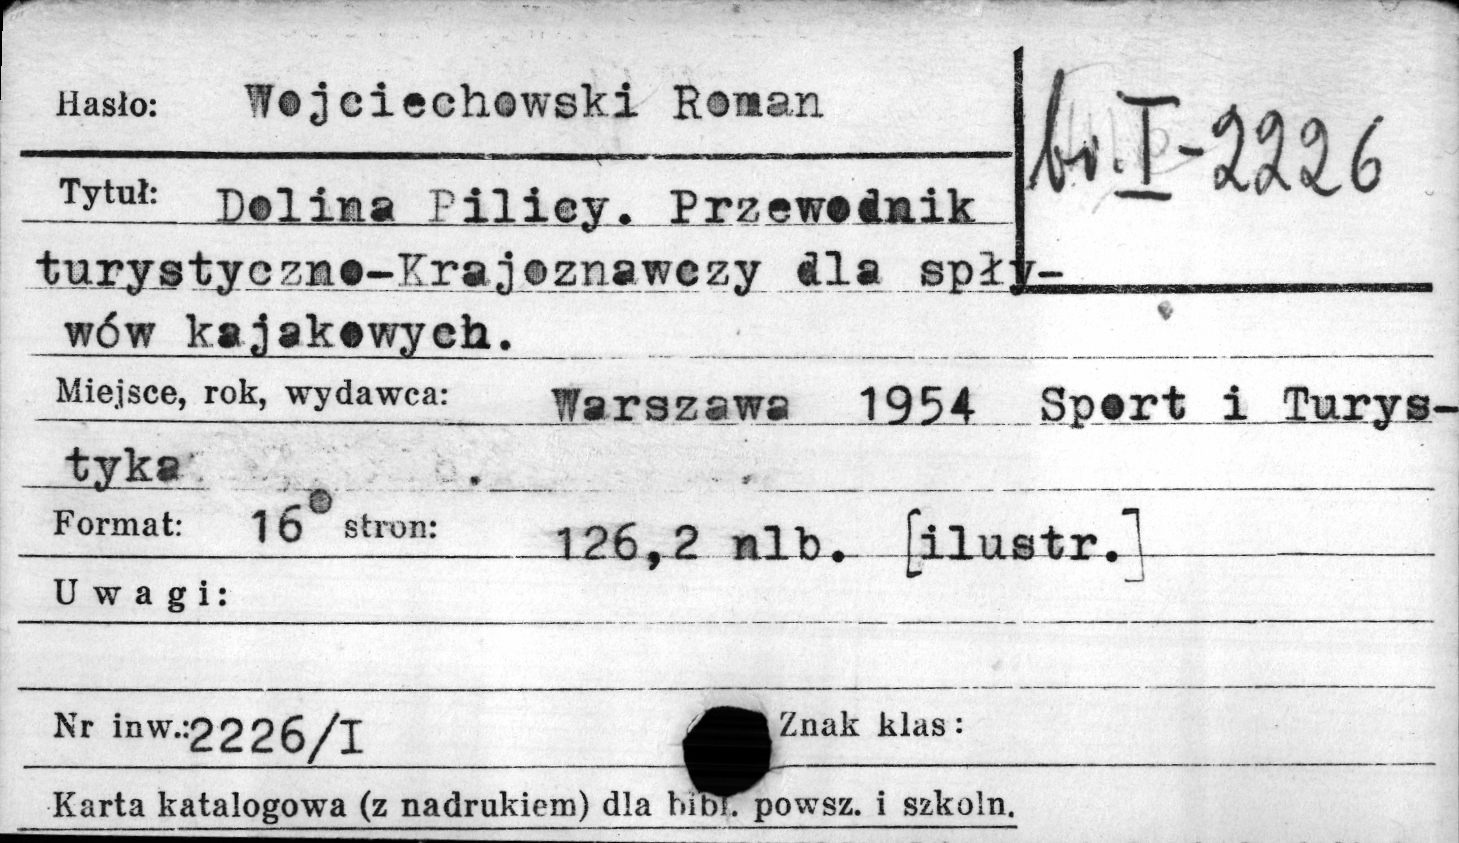 Hasło: Wojciechowski Roman
br. I-2226
Tytuł: Dolina Pilicy. Przewodnik
turystyczno-Krajoznawczy dla spły-
wów kajakowych.
Miejsce, rok, wydawca: Warszawa 1954 Sport i Turys-
tyka .
Format: 16° stron: 126,2 nlb. [ilustr.]
Uwagi:
Nr inw.: 2226/I Znak klas:
Karta katalogowa (z nadrukiem) dla bibl. powsz. i szkoln.